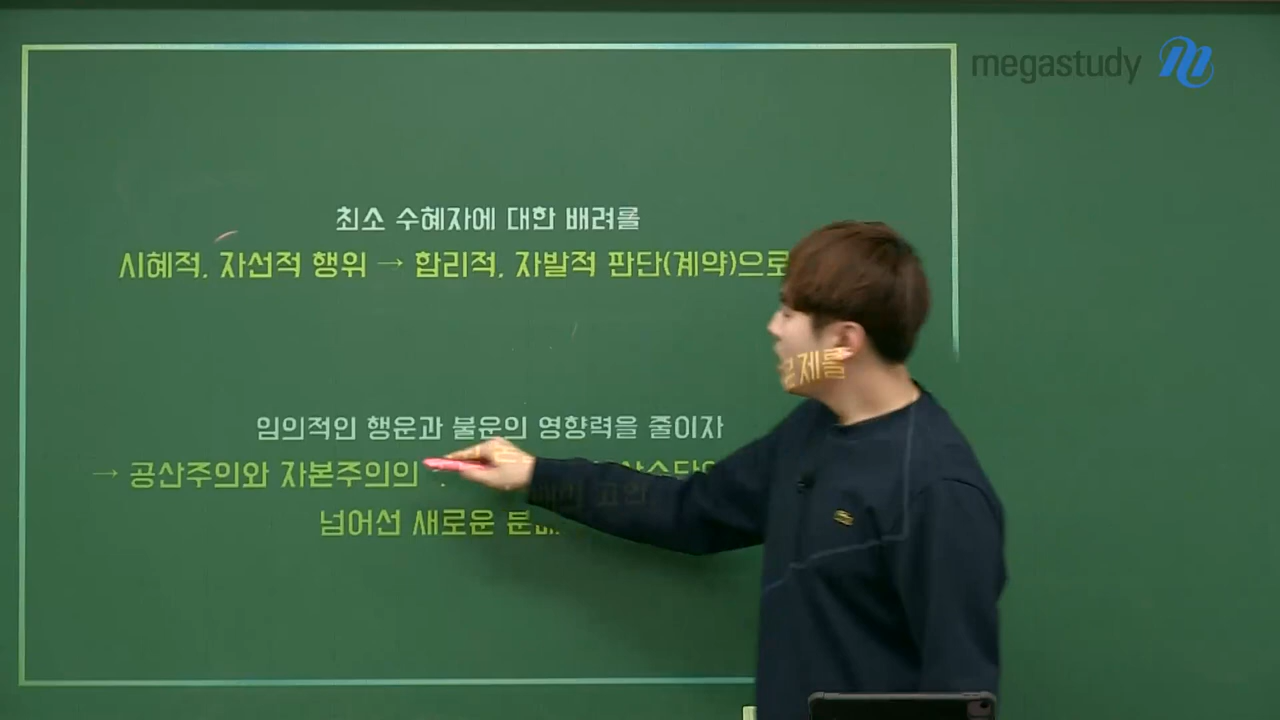 megastudy
최소 수혜자에 대한 배려를
시혜적, 자선적 행위 → 합리적, 자발적 판단(계약)으로
임의적인 행운과 불운의 영향력을 줄이자
→ 공산주의와 자본주의의
넘어선 새로운